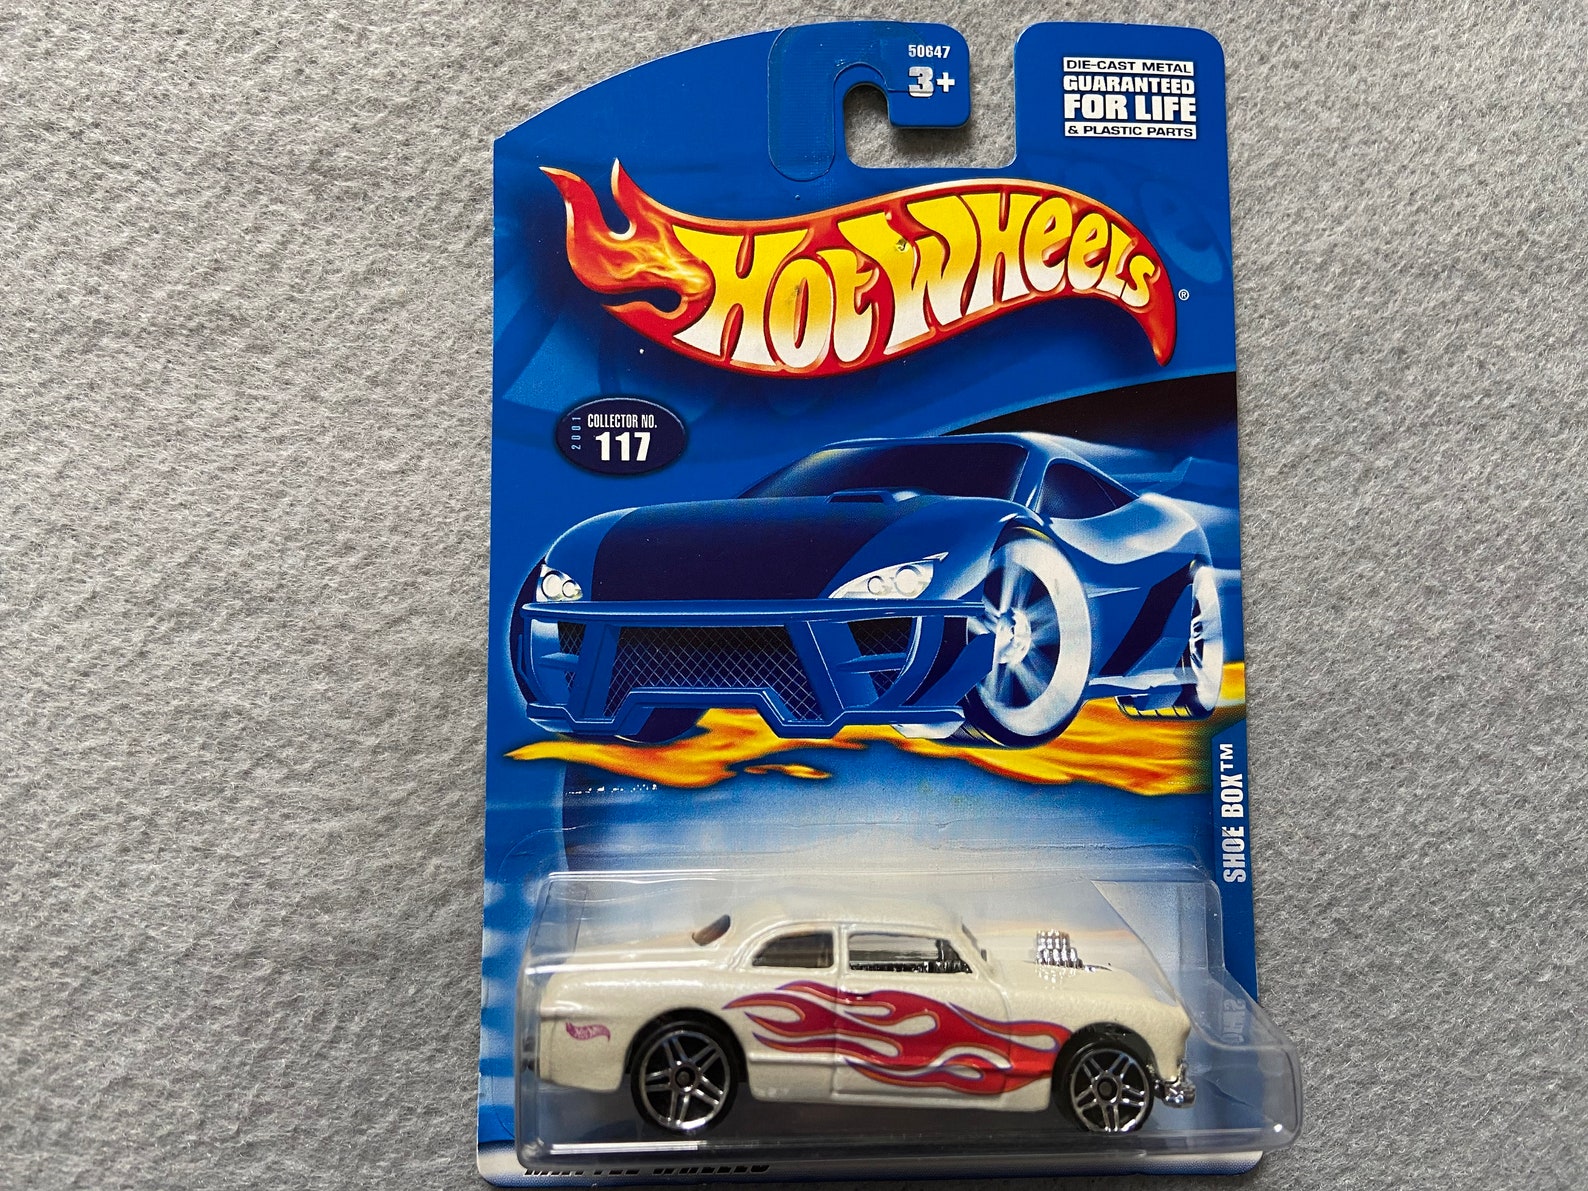 50647
3+
DIE-CAST METAL
GUARANTEED
FOR LIFE
& PLASTIC PARTS
HOT WHEELS®
2001
COLLECTOR NO.
117
SHOE BOX™